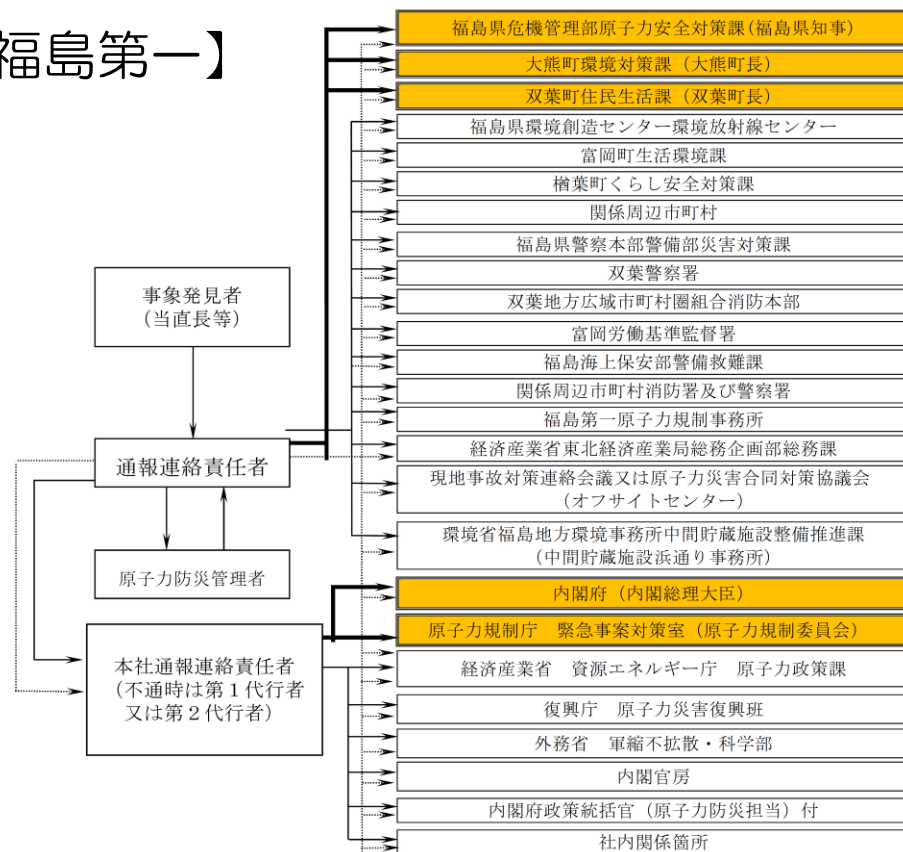 福島第一】
福島県危機管理部原子力安全対策課(福島県知事)
大熊町環境対策課（大熊町長）
双葉町住民生活課（双葉町長）
福島県環境創造センター環境放射線センター
富岡町生活環境課
楢葉町くらし安全対策課
関係周辺市町村
福島県警察本部警備部災害対策課
双葉警察署
双葉地方広域市町村圏組合消防本部
富岡労働基準監督署
福島海上保安部警備救難課
関係周辺市町村消防署及び警察署
福島第一原子力規制事務所
経済産業省東北経済産業局総務企画部総務課
現地事故対策連絡会議又は原子力災害合同対策協議会
（オフサイトセンター）
環境省福島地方環境事務所中間貯蔵施設整備推進課
（中間貯蔵施設浜通り事務所）
事象発見者
（当直長等）
通報連絡責任者
原子力防災管理者
本社通報連絡責任者
（不通時は第１代行者
又は第２代行者）
内閣府（内閣総理大臣）
原子力規制庁　緊急事案対策室（原子力規制委員会）
経済産業省　資源エネルギー庁　原子力政策課
復興庁　原子力災害復興班
外務省　軍縮不拡散・科学部
内閣官房
内閣府政策統括官（原子力防災担当）付
社内関係箇所